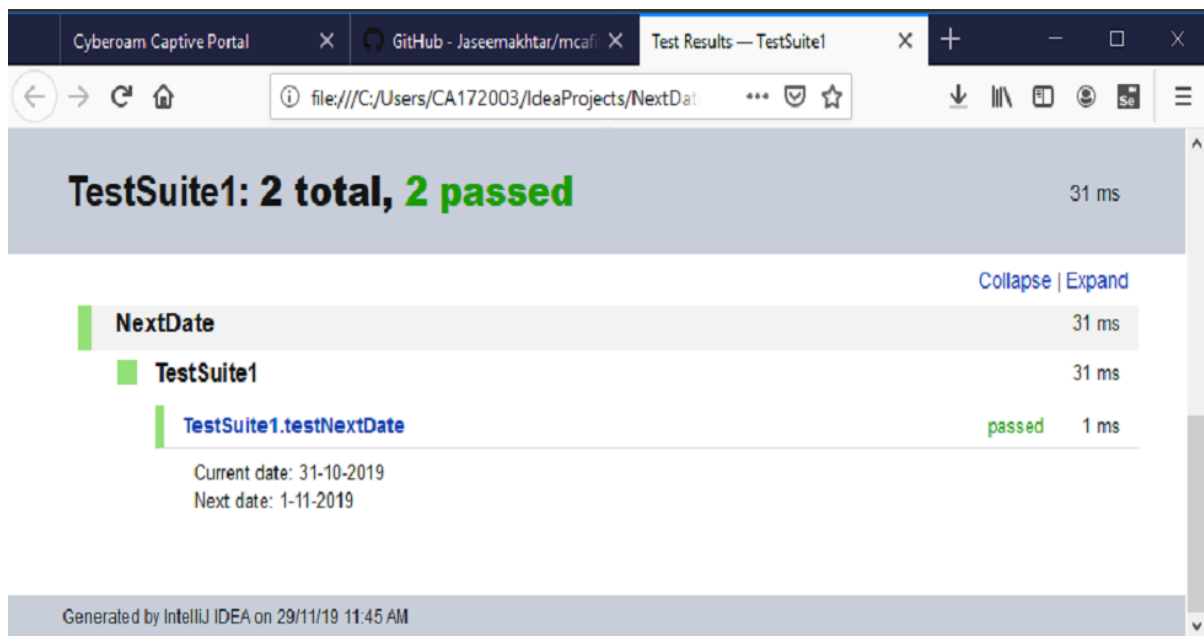 Cyberoam Captive Portal
GitHub - Jaseemakhtar/mcafi
Test Results — TestSuite1
file:///C:/Users/CA172003/IdeaProjects/NextDat
Se
TestSuite1: 2 total, 2 passed
31 ms
Collapse | Expand
NextDate
31 ms
TestSuite1
31 ms
TestSuite1.testNextDate
passed
1 ms
Current date: 31-10-2019
Next date: 1-11-2019
Generated by IntelliJ IDEA on 29/11/19 11:45 AM